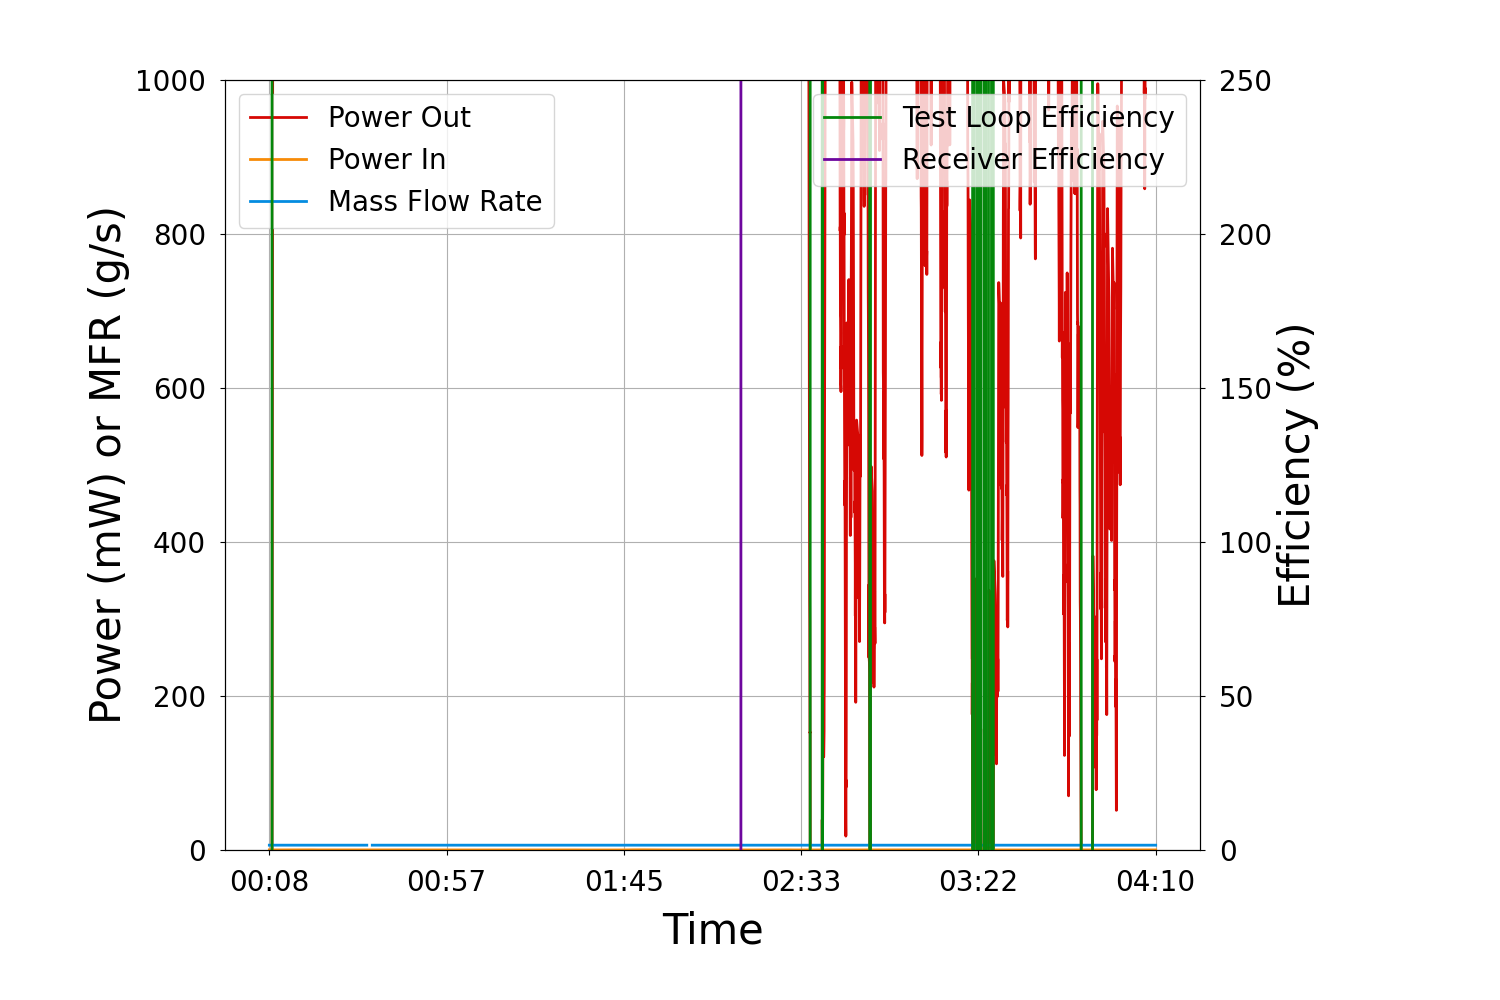 1000
800
600
400
200
0
Power (mW) or MFR (g/s)
Power Out
Power In
Mass Flow Rate
Test Loop Efficiency
Receiver Efficiency
250
200
150
100
50
0
Efficiency (%)
00:08 00:57 01:45 02:33 03:22 04:10
Time